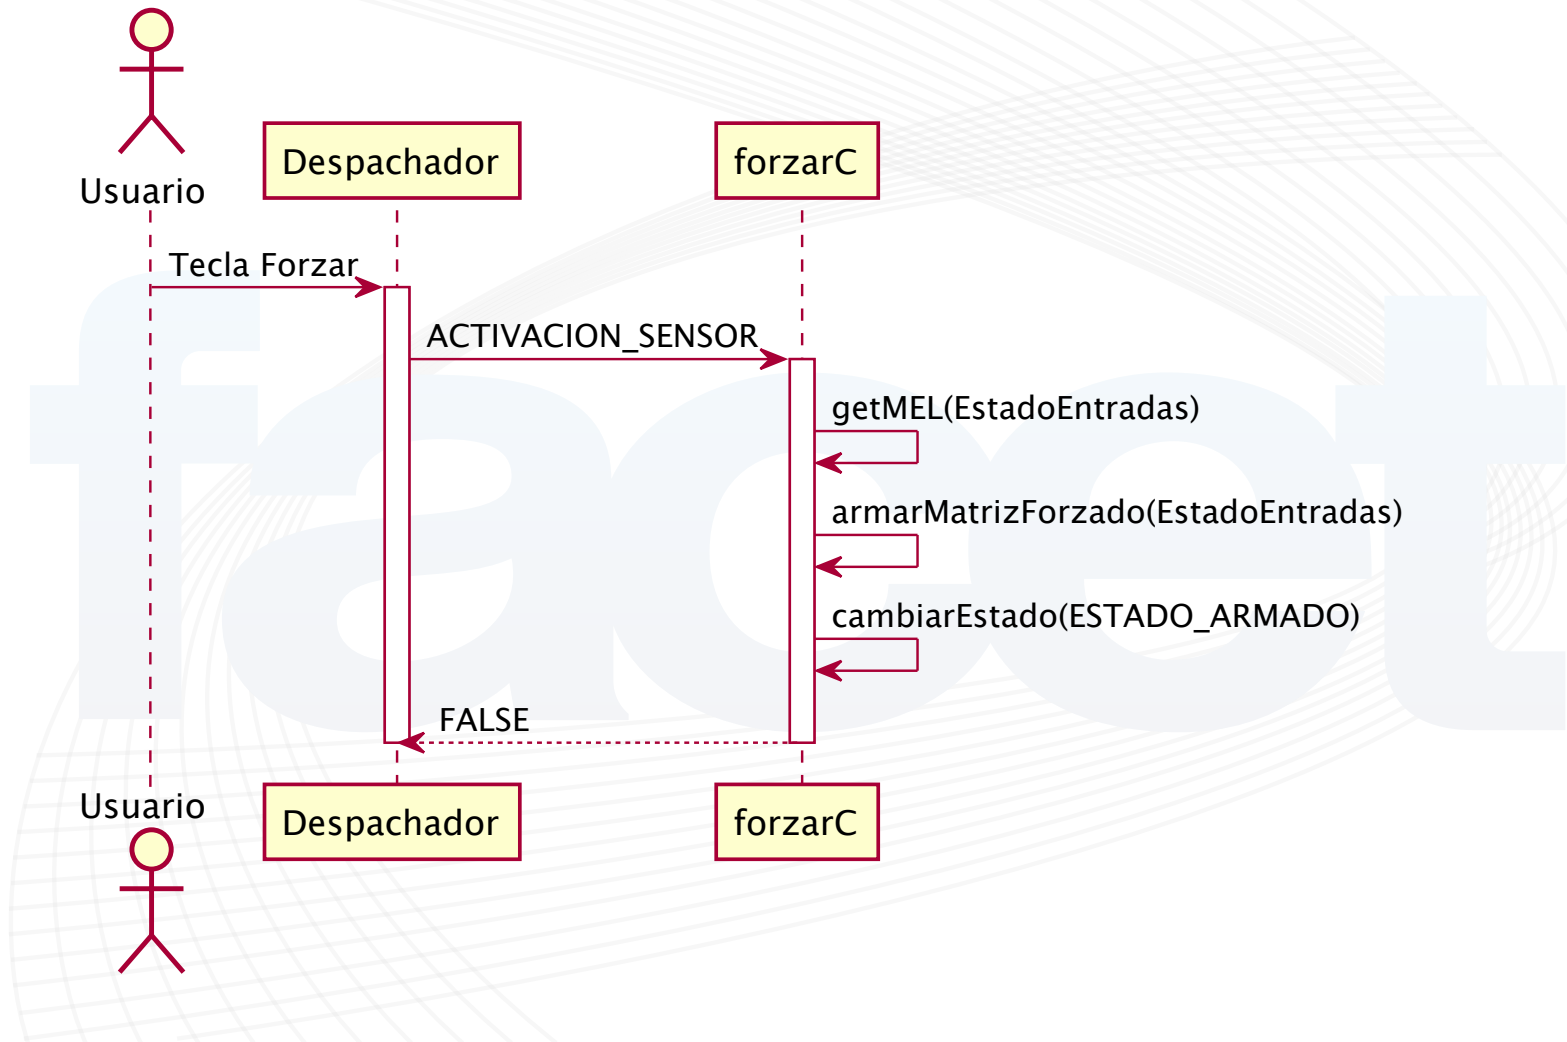 Usuario
Despachador
forzarC
Tecla Forzar
ACTIVACION_SENSOR
getMEL(EstadoEntradas)
armarMatrizForzado(EstadoEntradas)
cambiarEstado(ESTADO_ARMADO)
FALSE
Usuario
Despachador
forzarC
facet